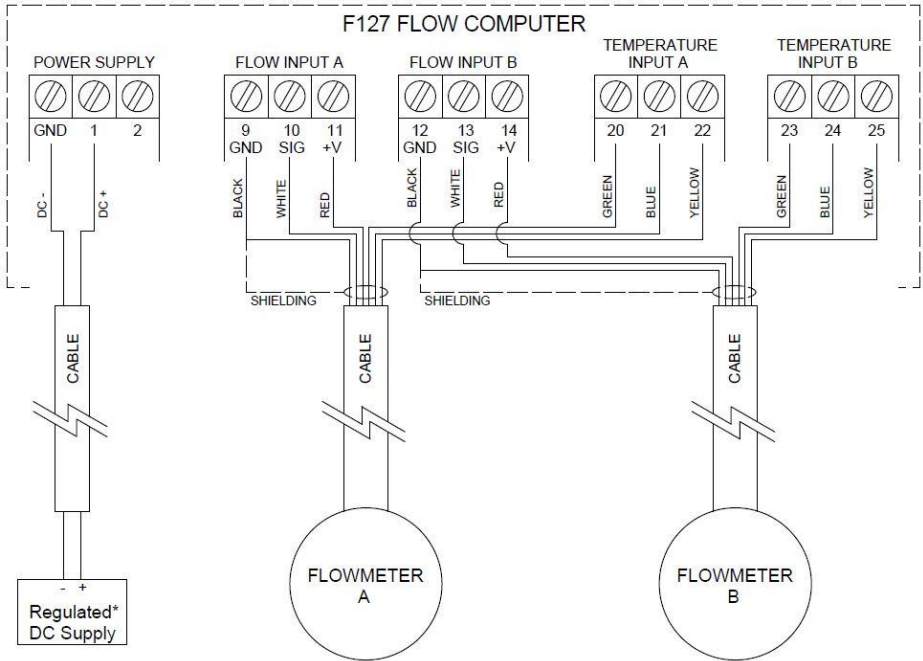 F127 FLOW COMPUTER
POWER SUPPLY
FLOW INPUT A
FLOW INPUT B
TEMPERATURE
INPUT A
TEMPERATURE
INPUT B
GND 1 2
9 10 11
GND SIG +V
12 13 14
GND SIG +V
20 21 22
23 24 25
DC -
DC +
BLACK
WHITE
RED
BLACK
WHITE
RED
GREEN
BLUE
YELLOW
GREEN
BLUE
YELLOW
SHIELDING
SHIELDING
CABLE
CABLE
CABLE
- +
Regulated*
DC Supply
FLOWMETER
A
FLOWMETER
B